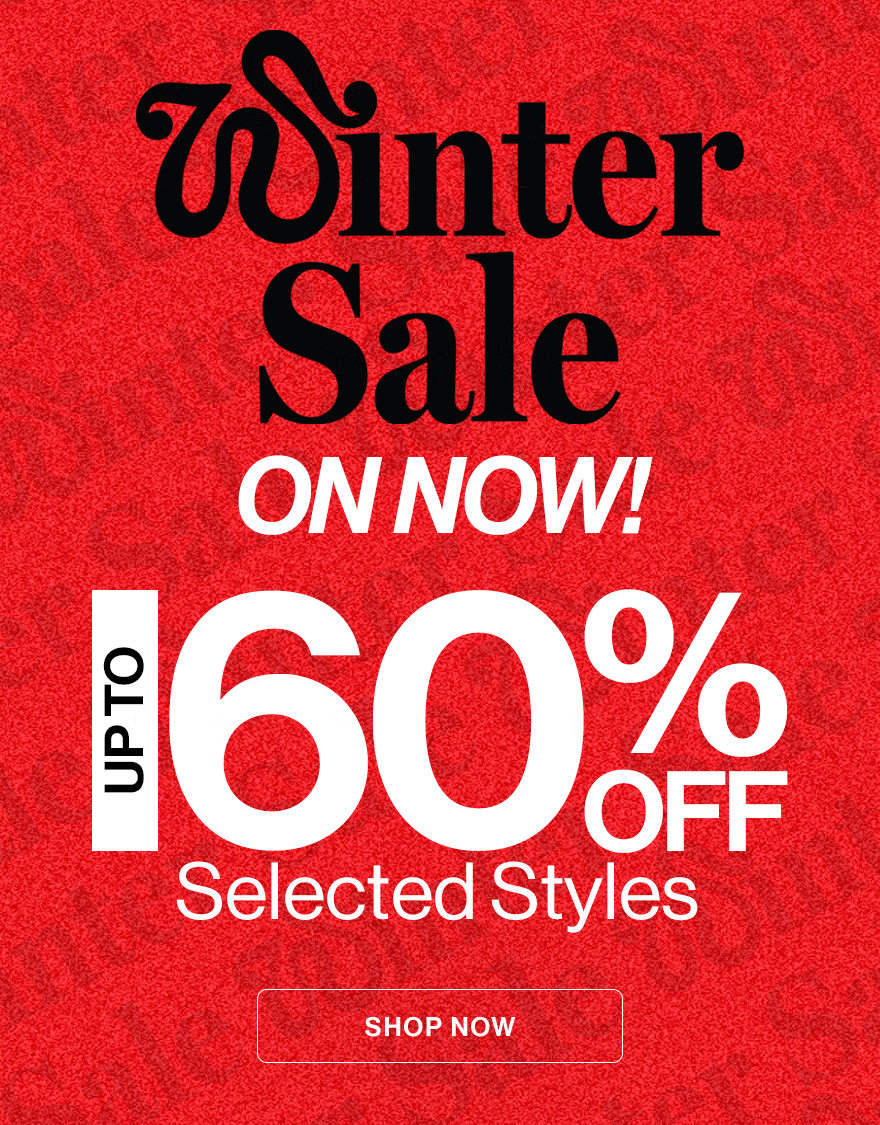 Winter
Sale
ON NOW!
UP TO
60%
OFF
Selected Styles
SHOP NOW